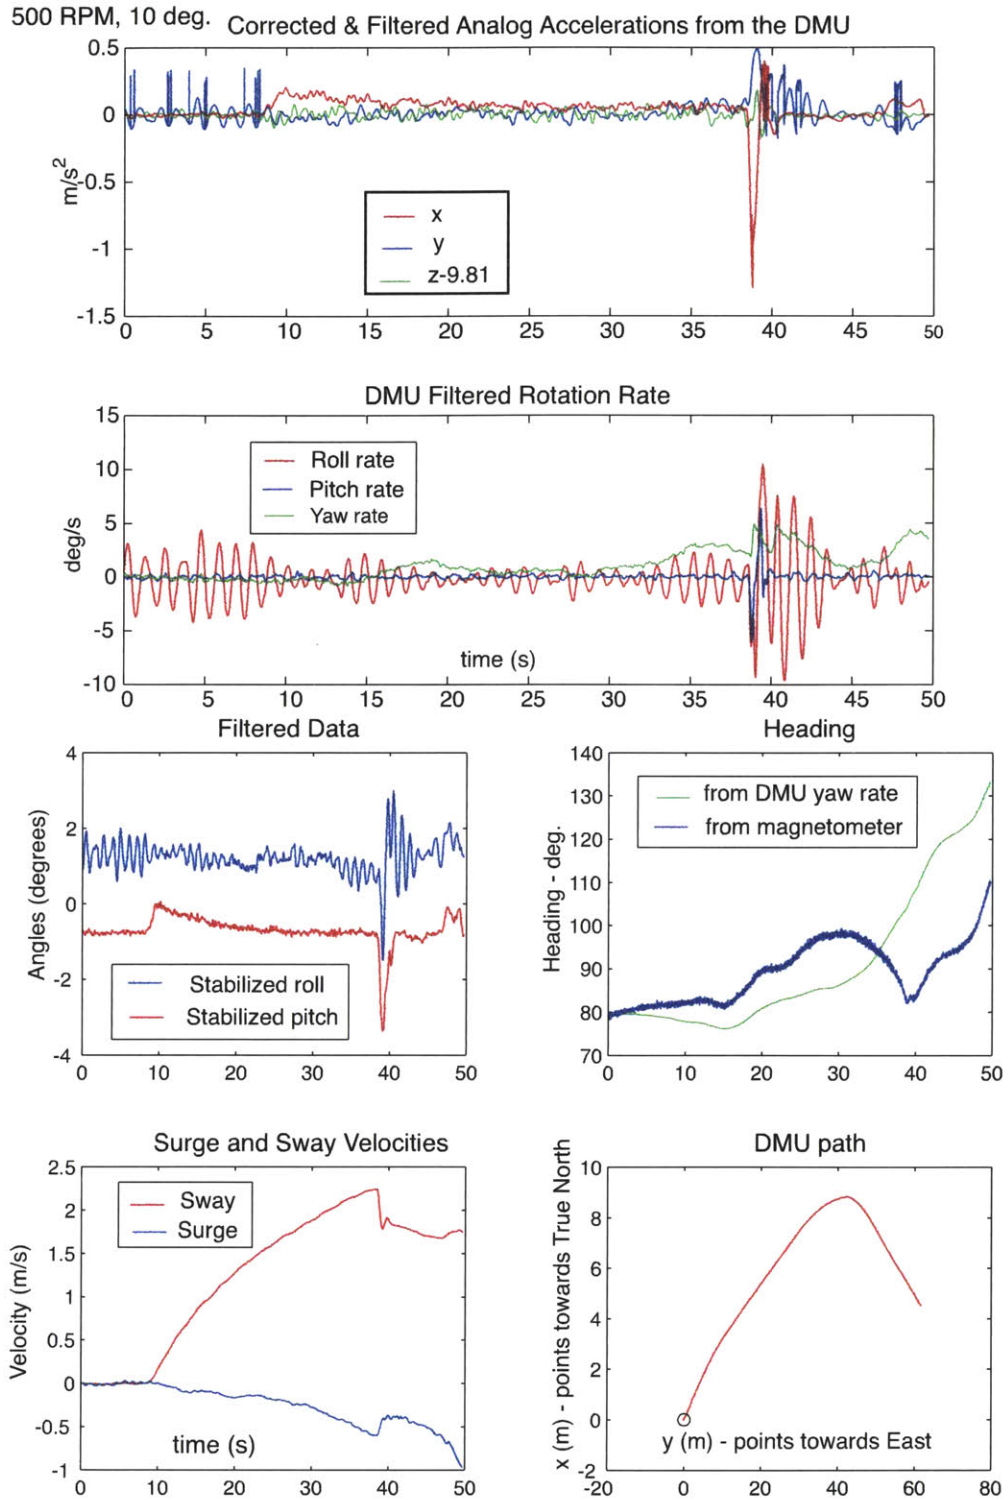 500 RPM, 10 deg.
Corrected & Filtered Analog Accelerations from the DMU
0.5
0
-0.5
-1
-1.5
m/s²
x
y
z-9.81
0 5 10 15 20 25 30 35 40 45 50
DMU Filtered Rotation Rate
15
10
5
0
-5
-10
deg/s
Roll rate
Pitch rate
Yaw rate
time (s)
0 5 10 15 20 25 30 35 40 45 50
Filtered Data
4
2
0
-2
-4
Angles (degrees)
Stabilized roll
Stabilized pitch
0 10 20 30 40 50
Heading
140
130
120
110
100
90
80
70
Heading - deg.
from DMU yaw rate
from magnetometer
0 10 20 30 40 50
Surge and Sway Velocities
2.5
2
1.5
1
0.5
0
-0.5
-1
Velocity (m/s)
Sway
Surge
time (s)
0 10 20 30 40 50
DMU path
10
8
6
4
2
0
-2
x (m) - points towards True North
y (m) - points towards East
-20 0 20 40 60 80